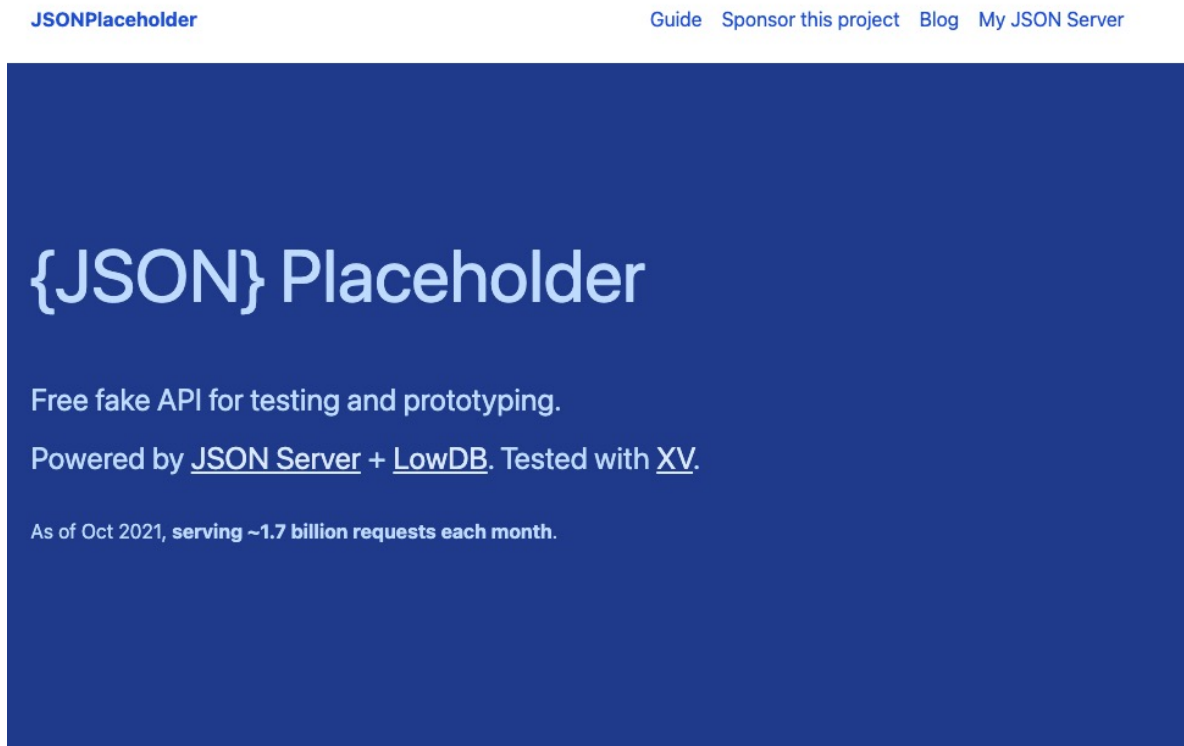 JSONPlaceholder
Guide Sponsor this project Blog My JSON Server
{JSON} Placeholder
Free fake API for testing and prototyping.
Powered by JSON Server + LowDB. Tested with XV.
As of Oct 2021, serving ~1.7 billion requests each month.